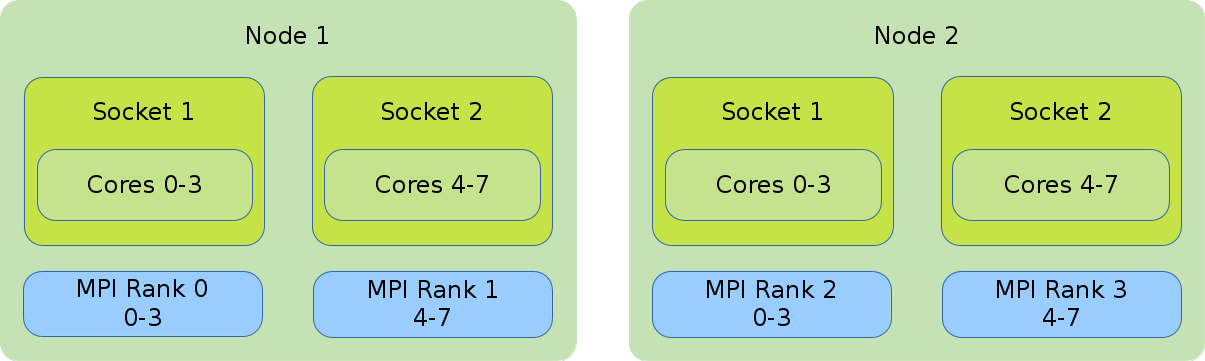 Node 1
Socket 1
Cores 0-3
Socket 2
Cores 4-7
MPI Rank 0
0-3
MPI Rank 1
4-7
Node 2
Socket 1
Cores 0-3
Socket 2
Cores 4-7
MPI Rank 2
0-3
MPI Rank 3
4-7